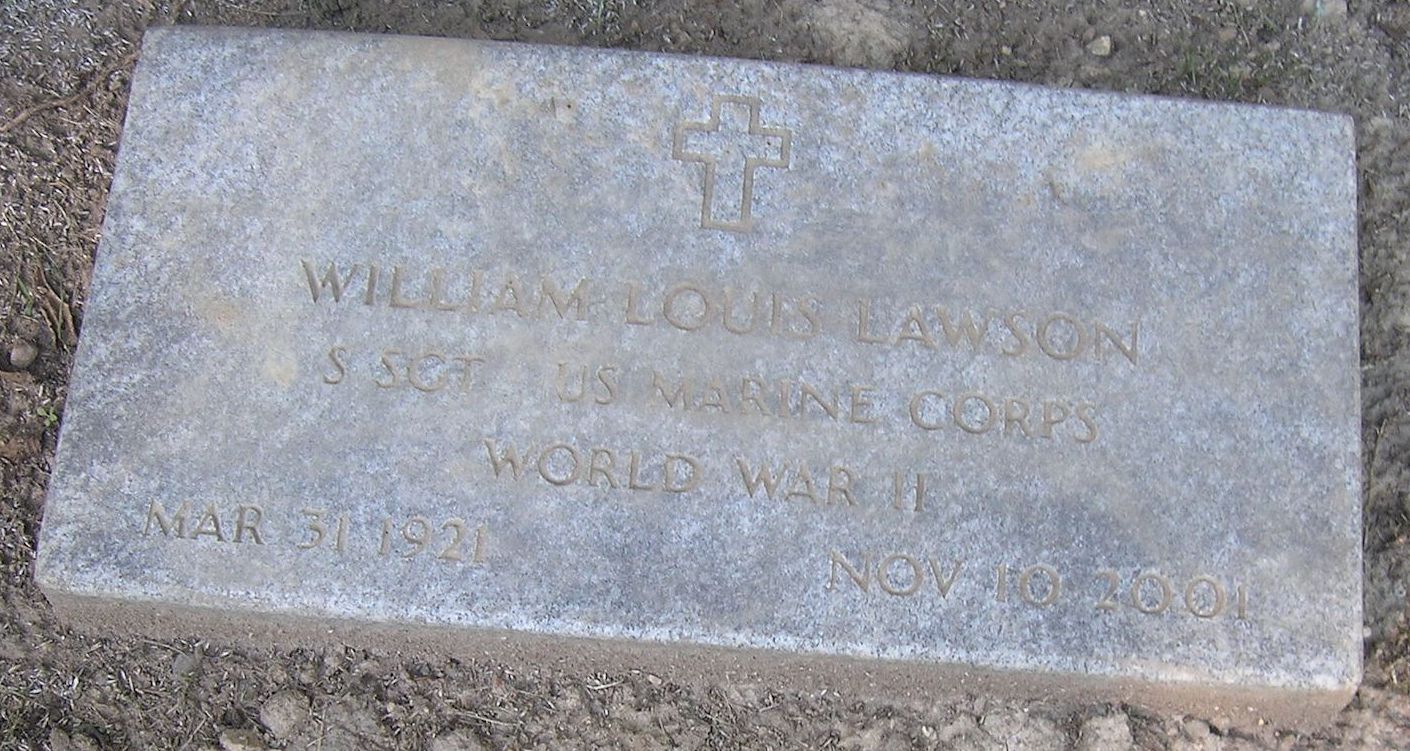 WILLIAM LOUIS LAWSON
S SGT US MARINE CORPS
WORLD WAR II
MAR 31 1921 NOV 10 2001